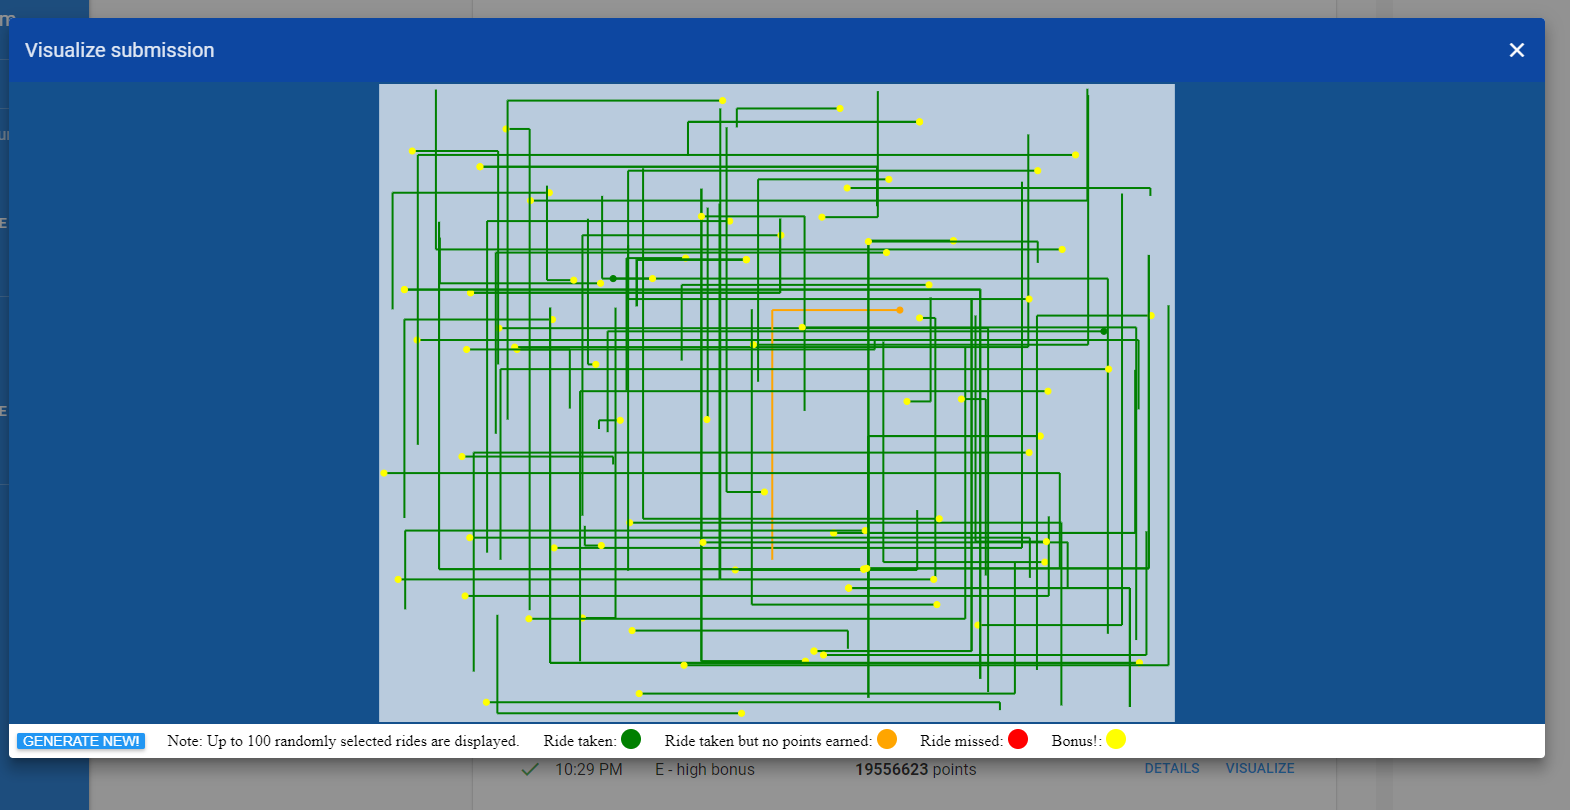 m
Visualize submission
E
E
GENERATE NEW! Note: Up to 100 randomly selected rides are displayed. Ride taken: Ride taken but no points earned: Ride missed: Bonus!:
10:29 PM E - high bonus 19556623 points DETAILS VISUALIZE